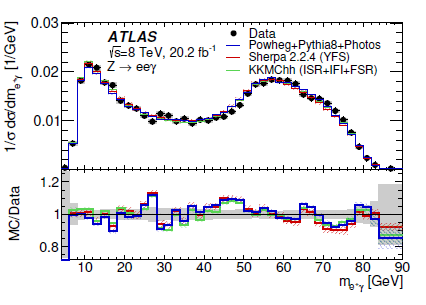 0.03
ATLAS
√s=8 TeV, 20.2 fb⁻¹
Z → eeγ
Data
Powheg+Pythia8+Photos
Sherpa 2.2.4 (YFS)
KKMChh (ISR+IFI+FSR)
0.02
0.01
1/σ dσ/dm_{e⁺γ} [1/GeV]
1.2
1
0.8
MC/Data
10 20 30 40 50 60 70 80 90
m_{e⁺γ} [GeV]